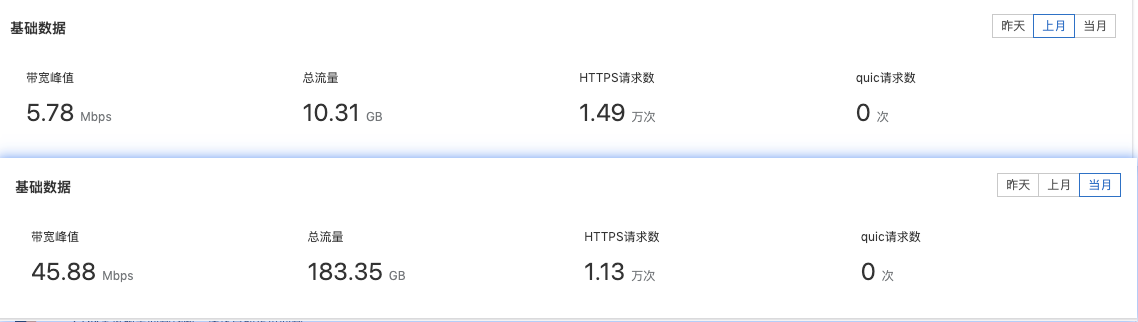 基础数据
昨天 上月 当月
带宽峰值 总流量 HTTPS请求数 quic请求数
5.78 Mbps 10.31 GB 1.49 万次 0 次
基础数据
昨天 上月 当月
带宽峰值 总流量 HTTPS请求数 quic请求数
45.88 Mbps 183.35 GB 1.13 万次 0 次